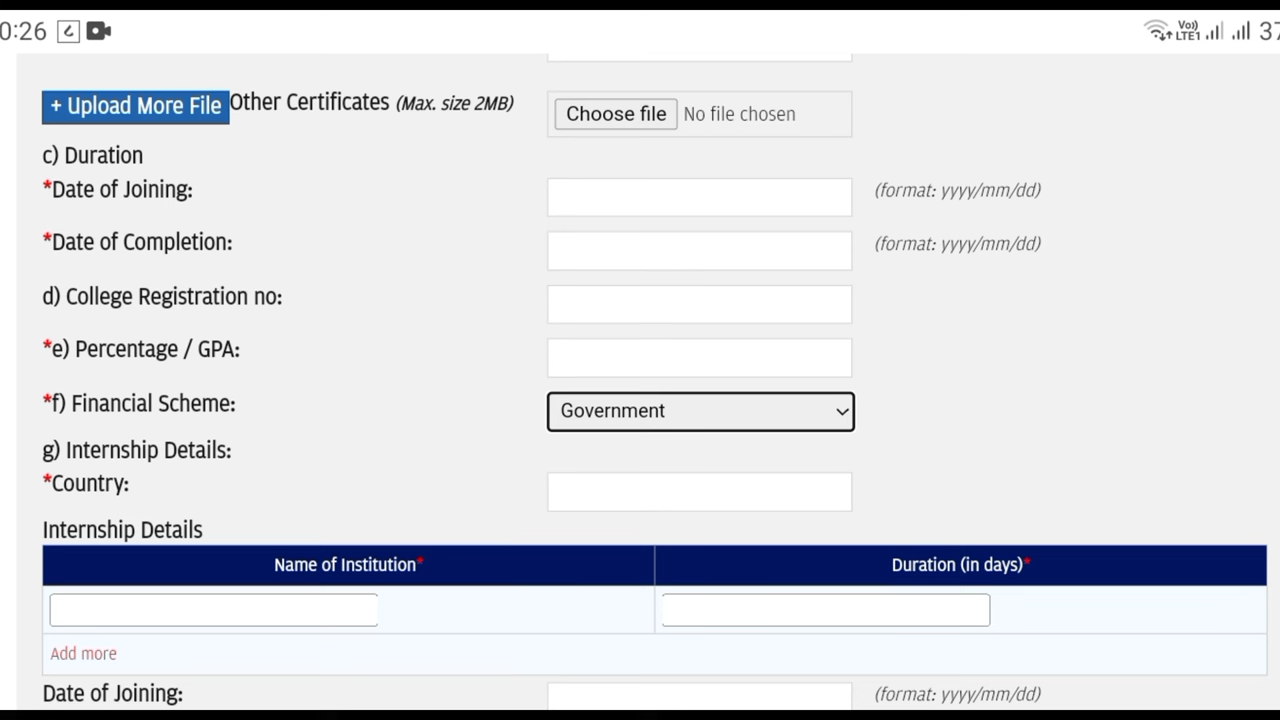 0:26 Vo)) LTE1 37
+ Upload More File Other Certificates (Max. size 2MB) Choose file No file chosen
c) Duration
*Date of Joining: (format: yyyy/mm/dd)
*Date of Completion: (format: yyyy/mm/dd)
d) College Registration no:
*e) Percentage / GPA:
*f) Financial Scheme: Government
g) Internship Details:
*Country:
Internship Details
Name of Institution* Duration (in days)*
Add more
Date of Joining: (format: yyyy/mm/dd)